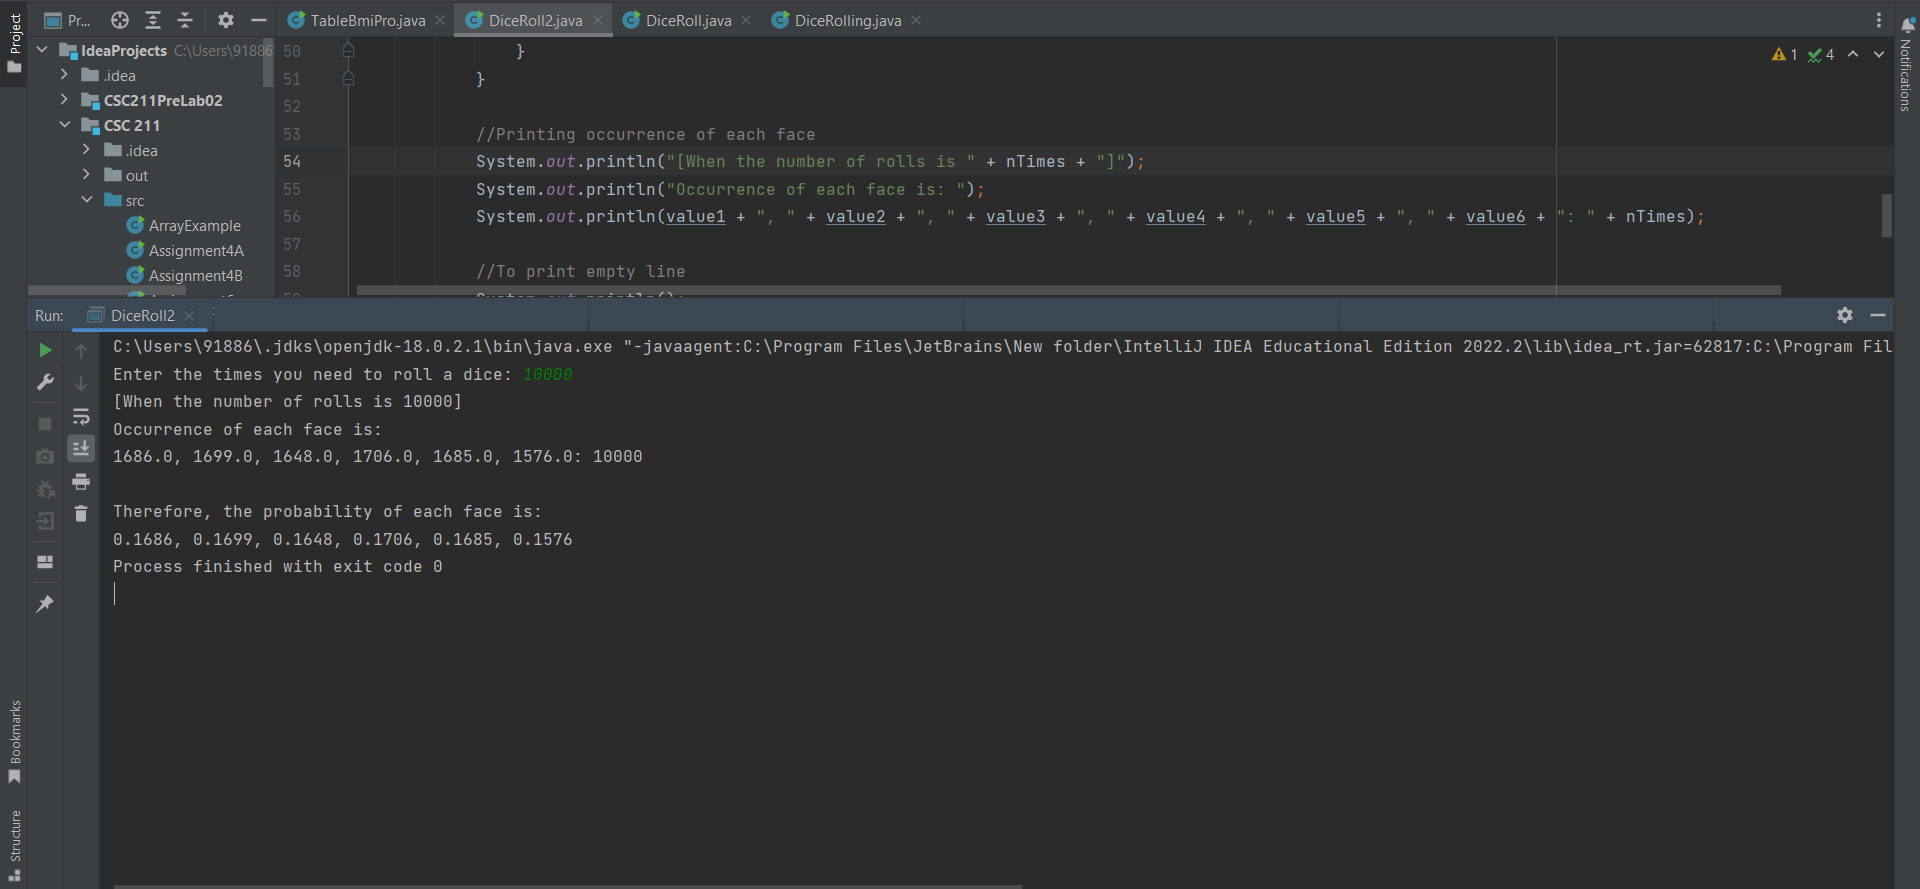 Project
Pr...
TableBmiPro.java
DiceRoll2.java
DiceRoll.java
DiceRolling.java
Notifications
IdeaProjects C:\Users\91886
.idea
CSC211PreLab02
CSC 211
.idea
out
src
ArrayExample
Assignment4A
Assignment4B
1 4
50 }
51 }
52
53 //Printing occurrence of each face
54 System.out.println("[When the number of rolls is " + nTimes + "]");
55 System.out.println("Occurrence of each face is: ");
56 System.out.println(value1 + ", " + value2 + ", " + value3 + ", " + value4 + ", " + value5 + ", " + value6 + ": " + nTimes);
57
58 //To print empty line
59 System.out.println();
Run: DiceRoll2
C:\Users\91886\.jdks\openjdk-18.0.2.1\bin\java.exe "-javaagent:C:\Program Files\JetBrains\New folder\IntelliJ IDEA Educational Edition 2022.2\lib\idea_rt.jar=62817:C:\Program Fil
Enter the times you need to roll a dice: 10000
[When the number of rolls is 10000]
Occurrence of each face is:
1686.0, 1699.0, 1648.0, 1706.0, 1685.0, 1576.0: 10000
Therefore, the probability of each face is:
0.1686, 0.1699, 0.1648, 0.1706, 0.1685, 0.1576
Process finished with exit code 0
Bookmarks
Structure